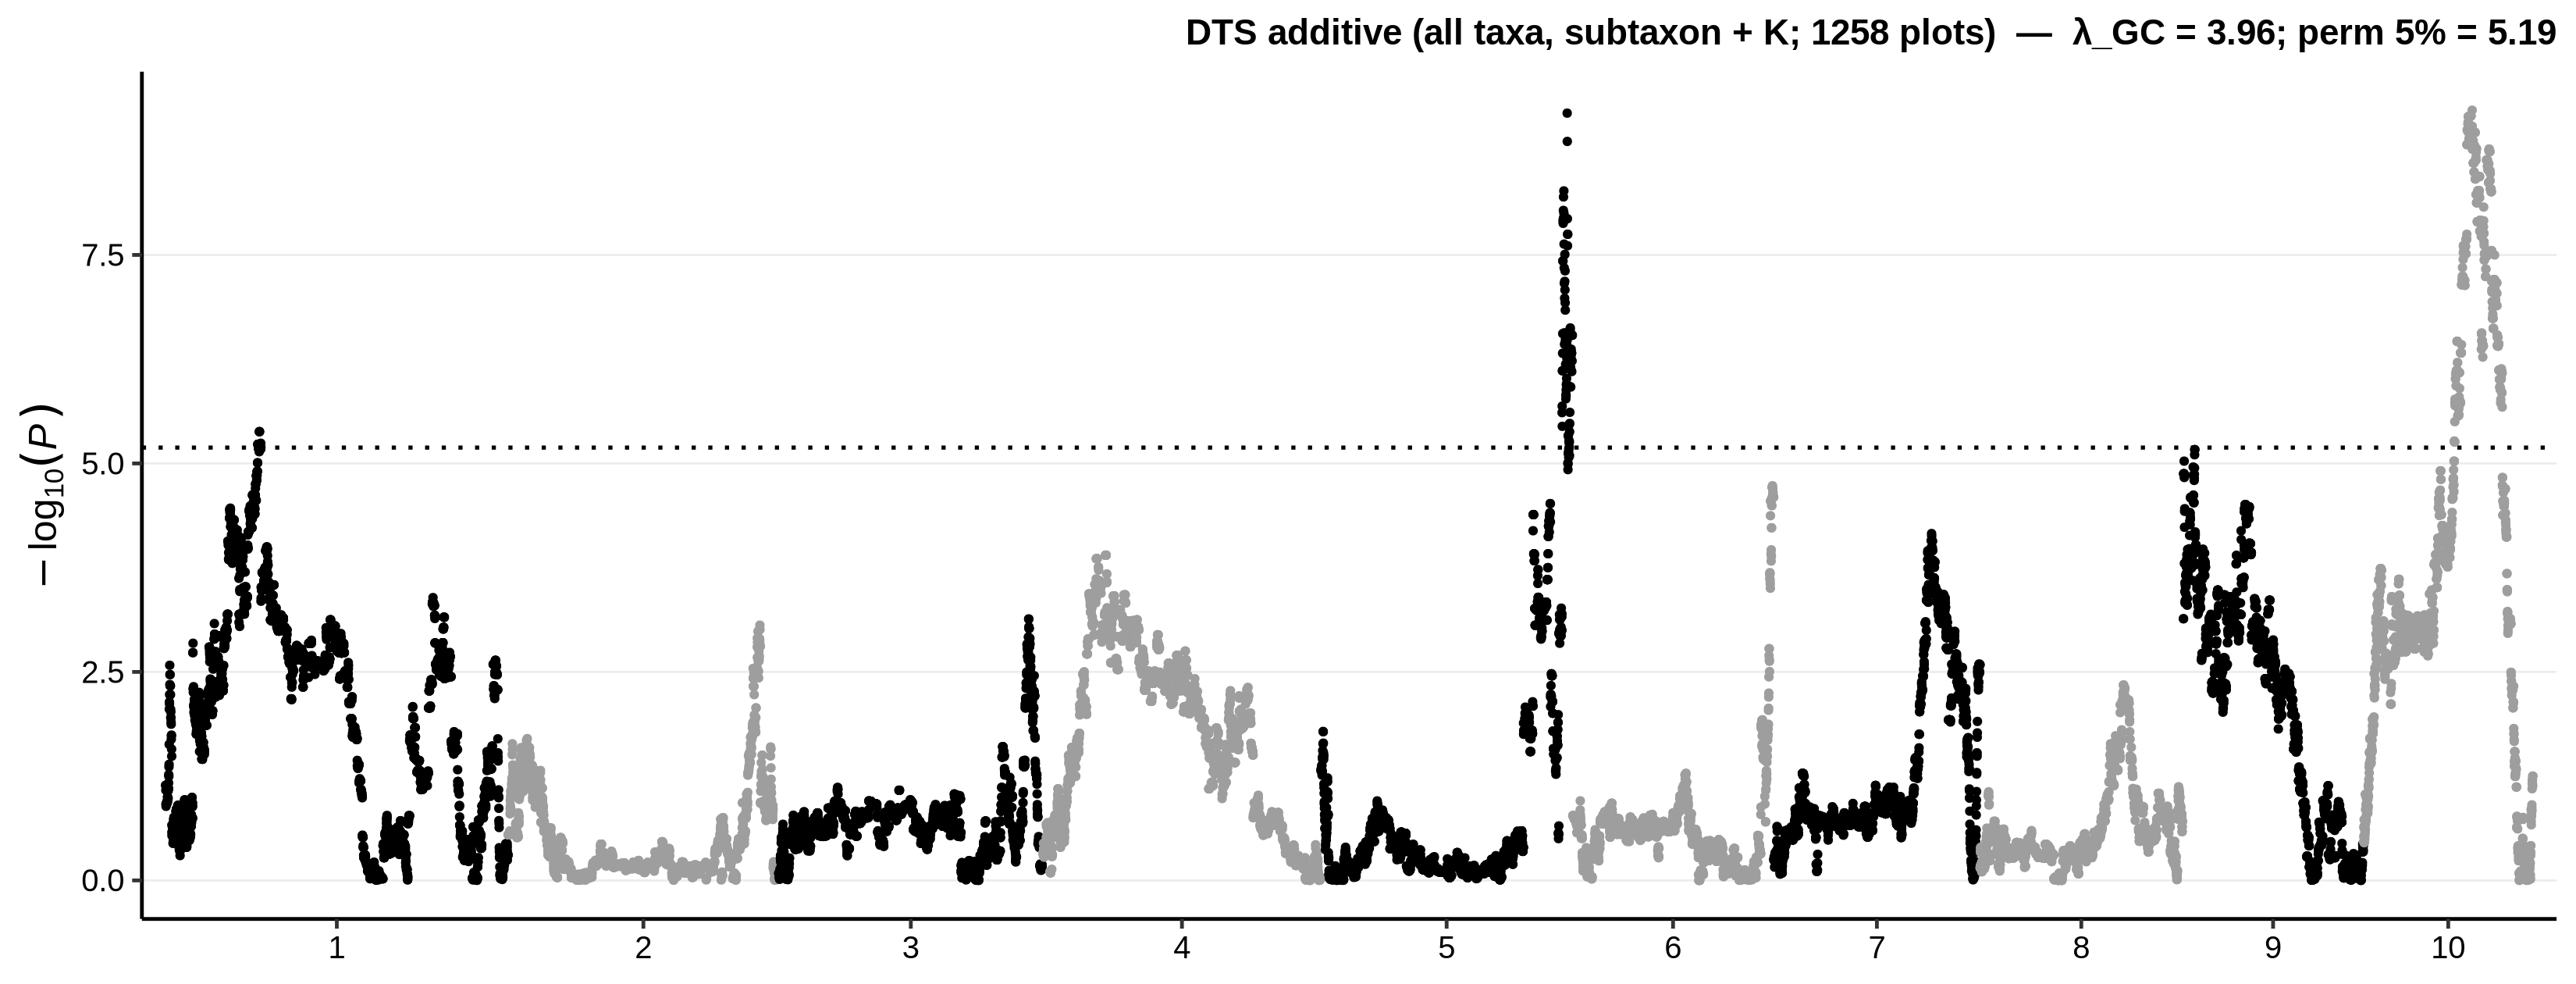 DTS additive (all taxa, subtaxon + K; 1258 plots) — λ_GC = 3.96; perm 5% = 5.19
− log10(P)
7.5
5.0
2.5
0.0
1 2 3 4 5 6 7 8 9 10